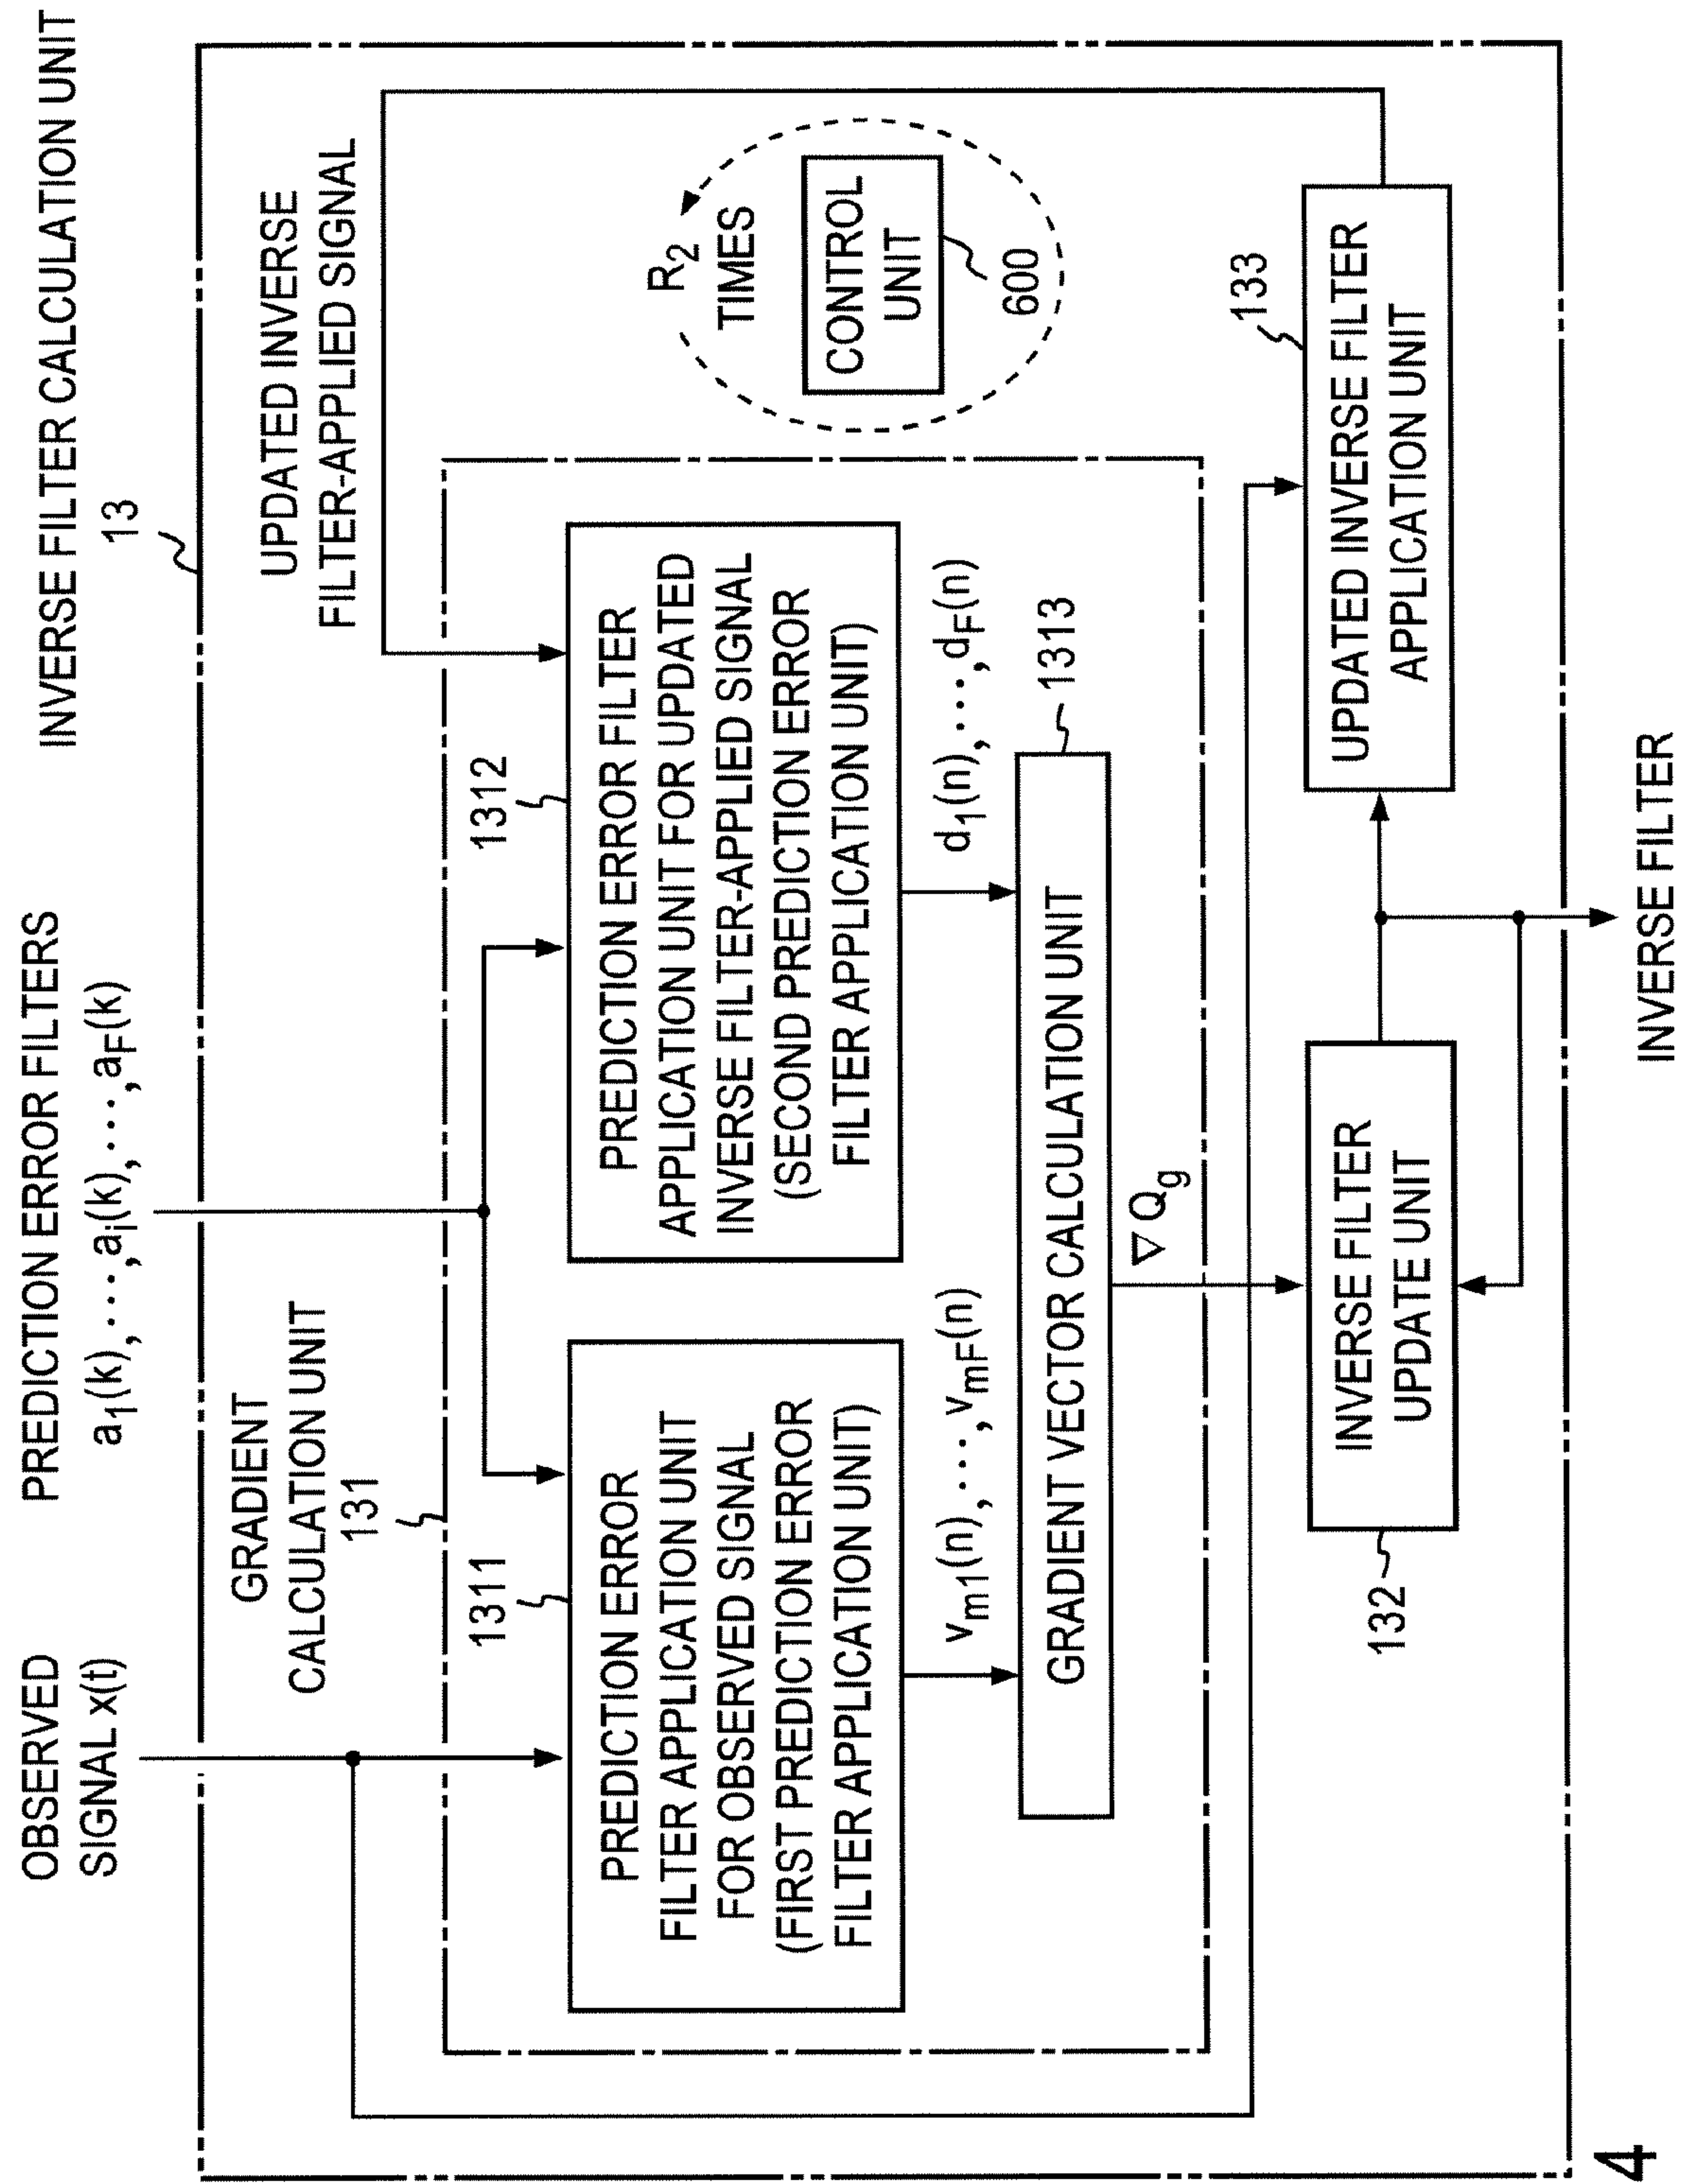 INVERSE FILTER CALCULATION UNIT
13
OBSERVED
SIGNAL x(t)
PREDICTION ERROR FILTERS
a1(k), ⋯, ai(k), ⋯, aF(k)
GRADIENT
CALCULATION UNIT
131
UPDATED INVERSE
FILTER-APPLIED SIGNAL
1311
PREDICTION ERROR
FILTER APPLICATION UNIT
FOR OBSERVED SIGNAL
(FIRST PREDICTION ERROR
FILTER APPLICATION UNIT)
1312
PREDICTION ERROR FILTER
APPLICATION UNIT FOR UPDATED
INVERSE FILTER-APPLIED SIGNAL
(SECOND PREDICTION ERROR
FILTER APPLICATION UNIT)
R2
TIMES
CONTROL
UNIT
600
vm1(n), ⋯, vmF(n)
d1(n), ⋯, dF(n)
1313
GRADIENT VECTOR CALCULATION UNIT
∇Qg
132
INVERSE FILTER
UPDATE UNIT
133
UPDATED INVERSE FILTER
APPLICATION UNIT
INVERSE FILTER
4